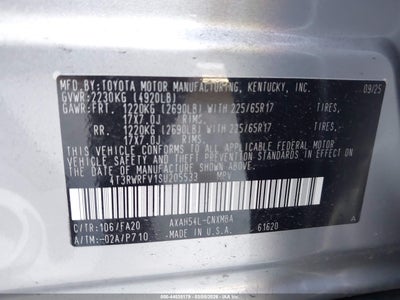 MFD. BY: TOYOTA MOTOR MANUFACTURING, KENTUCKY, INC. 09/25
GVWR: 2230KG (4920LB)
GAWR: FRT. 1220KG (2690LB) WITH 225/65R17 TIRES,
17X7.0J RIMS,
RR. 1220KG (2690LB) WITH 225/65R17 TIRES,
17X7.0J RIMS,
THIS VEHICLE CONFORMS TO ALL APPLICABLE FEDERAL MOTOR
VEHICLE SAFETY AND THEFT PREVENTION STANDARDS IN
EFFECT ON THE DATE OF MANUFACTURE SHOWN ABOVE.
4T3RWRFV1SU205533 MPV
C/TR: 1D6/FA20 AXAH54L-CNXMBA A
A/TM: -02A/P710 MADE IN U.S.A. 61620